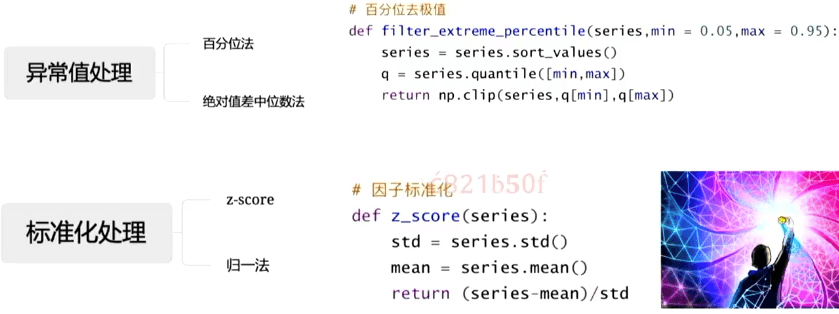 异常值处理
百分位法
绝对值差中位数法
# 百分位去极值
def filter_extreme_percentile(series,min = 0.05,max = 0.95):
series = series.sort_values()
q = series.quantile([min,max])
return np.clip(series,q[min],q[max])
标准化处理
z-score
归一法
# 因子标准化
def z_score(series):
std = series.std()
mean = series.mean()
return (series-mean)/std